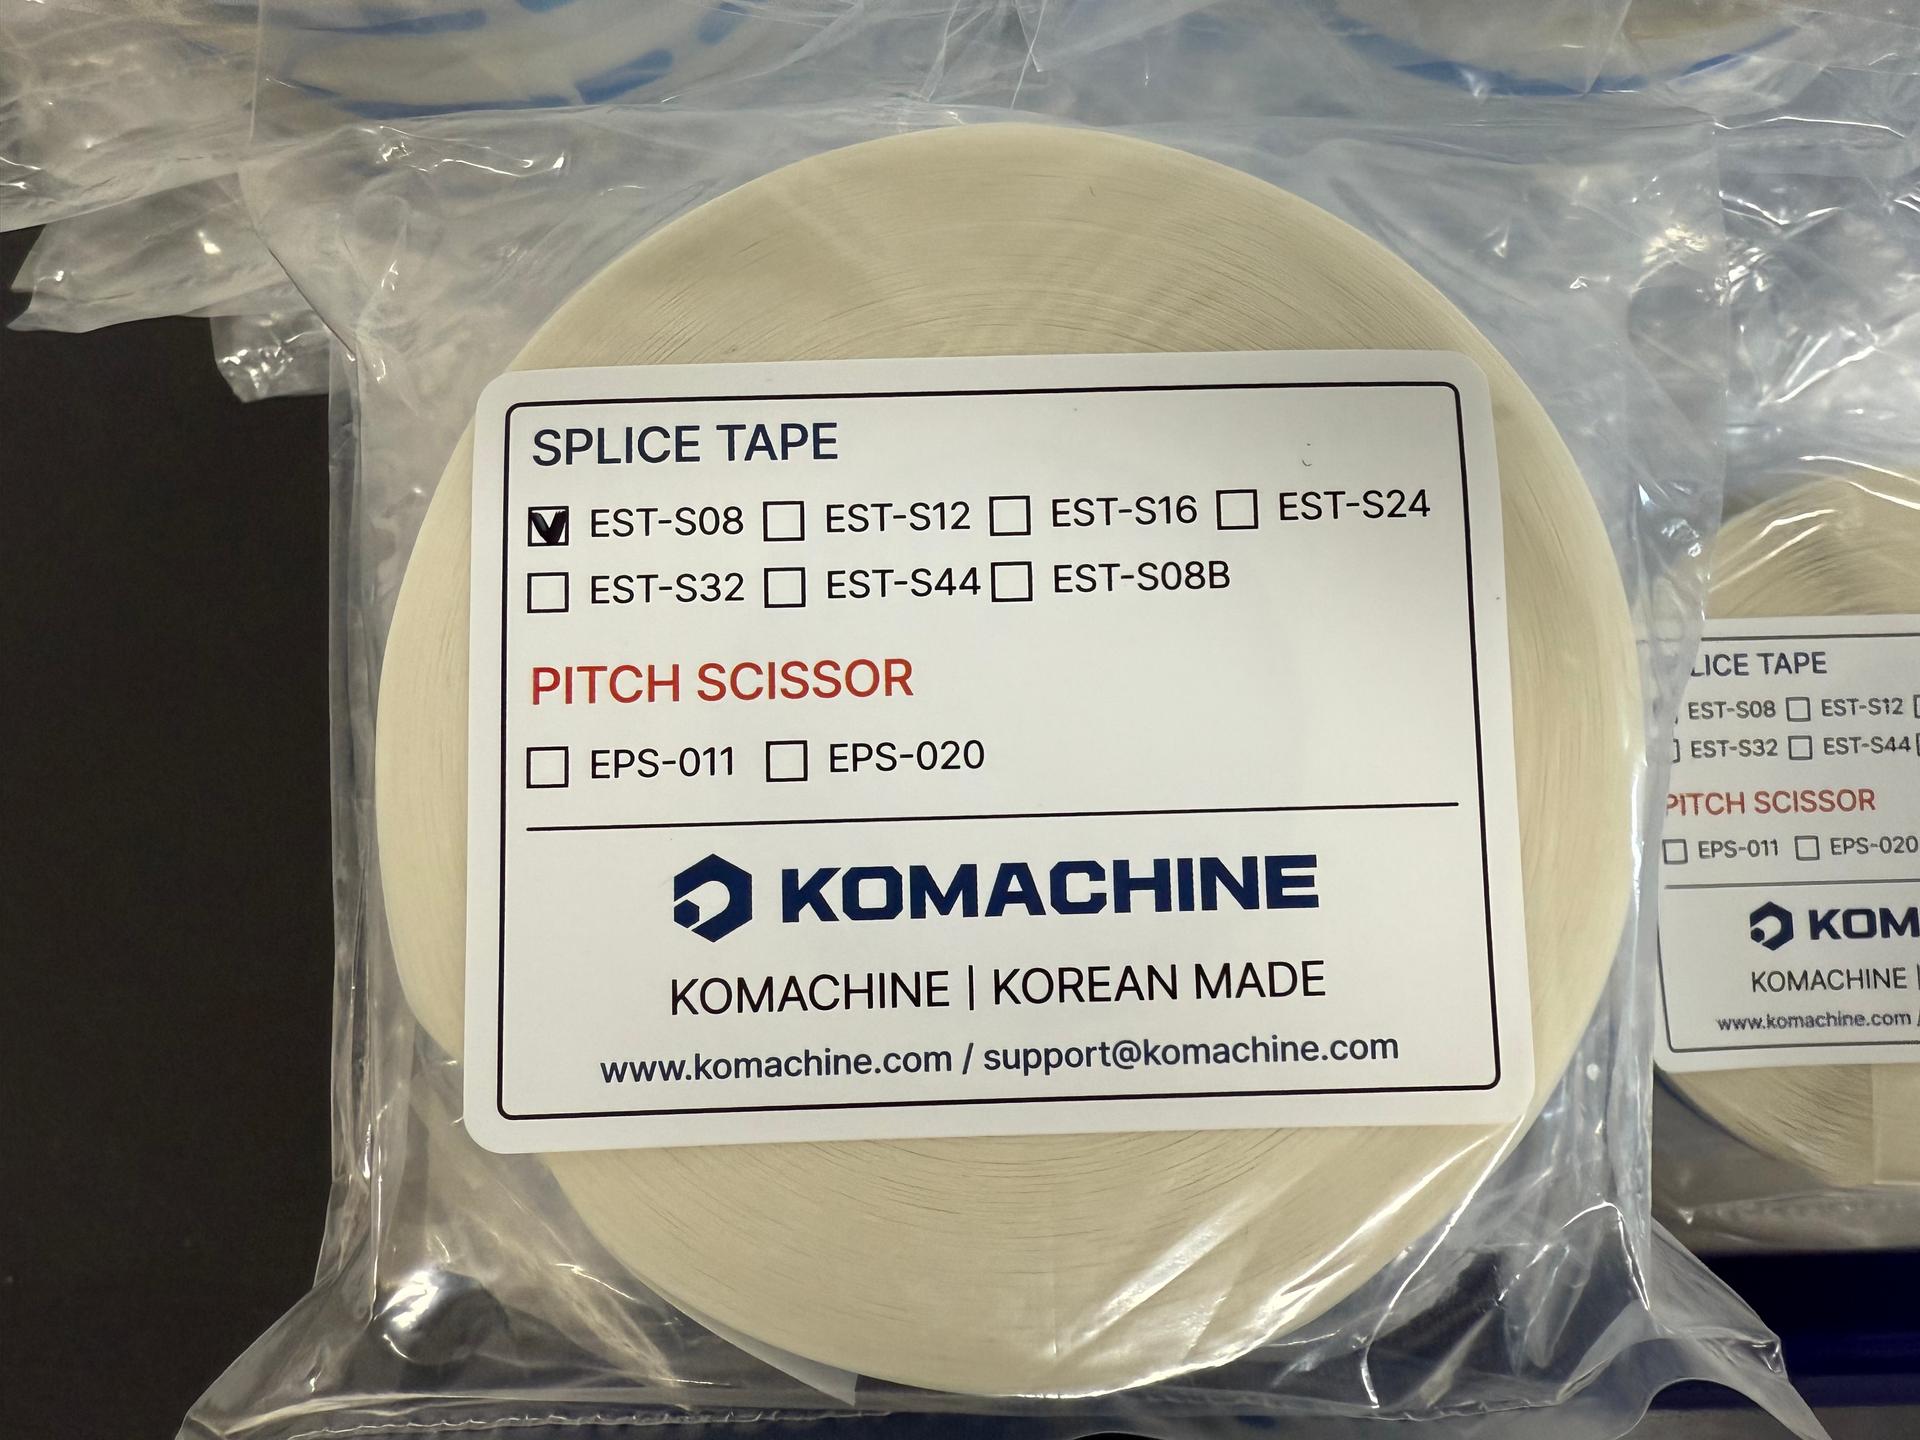 SPLICE TAPE
EST-S08 EST-S12 EST-S16 EST-S24
EST-S32 EST-S44 EST-S08B
PITCH SCISSOR
EPS-011 EPS-020
KOMACHINE
KOMACHINE | KOREAN MADE
www.komachine.com / support@komachine.com
LICE TAPE
EST-S08 EST-S12
EST-S32 EST-S44
PITCH SCISSOR
EPS-011 EPS-020
KOM
KOMACHINE |
www.komachine.com /